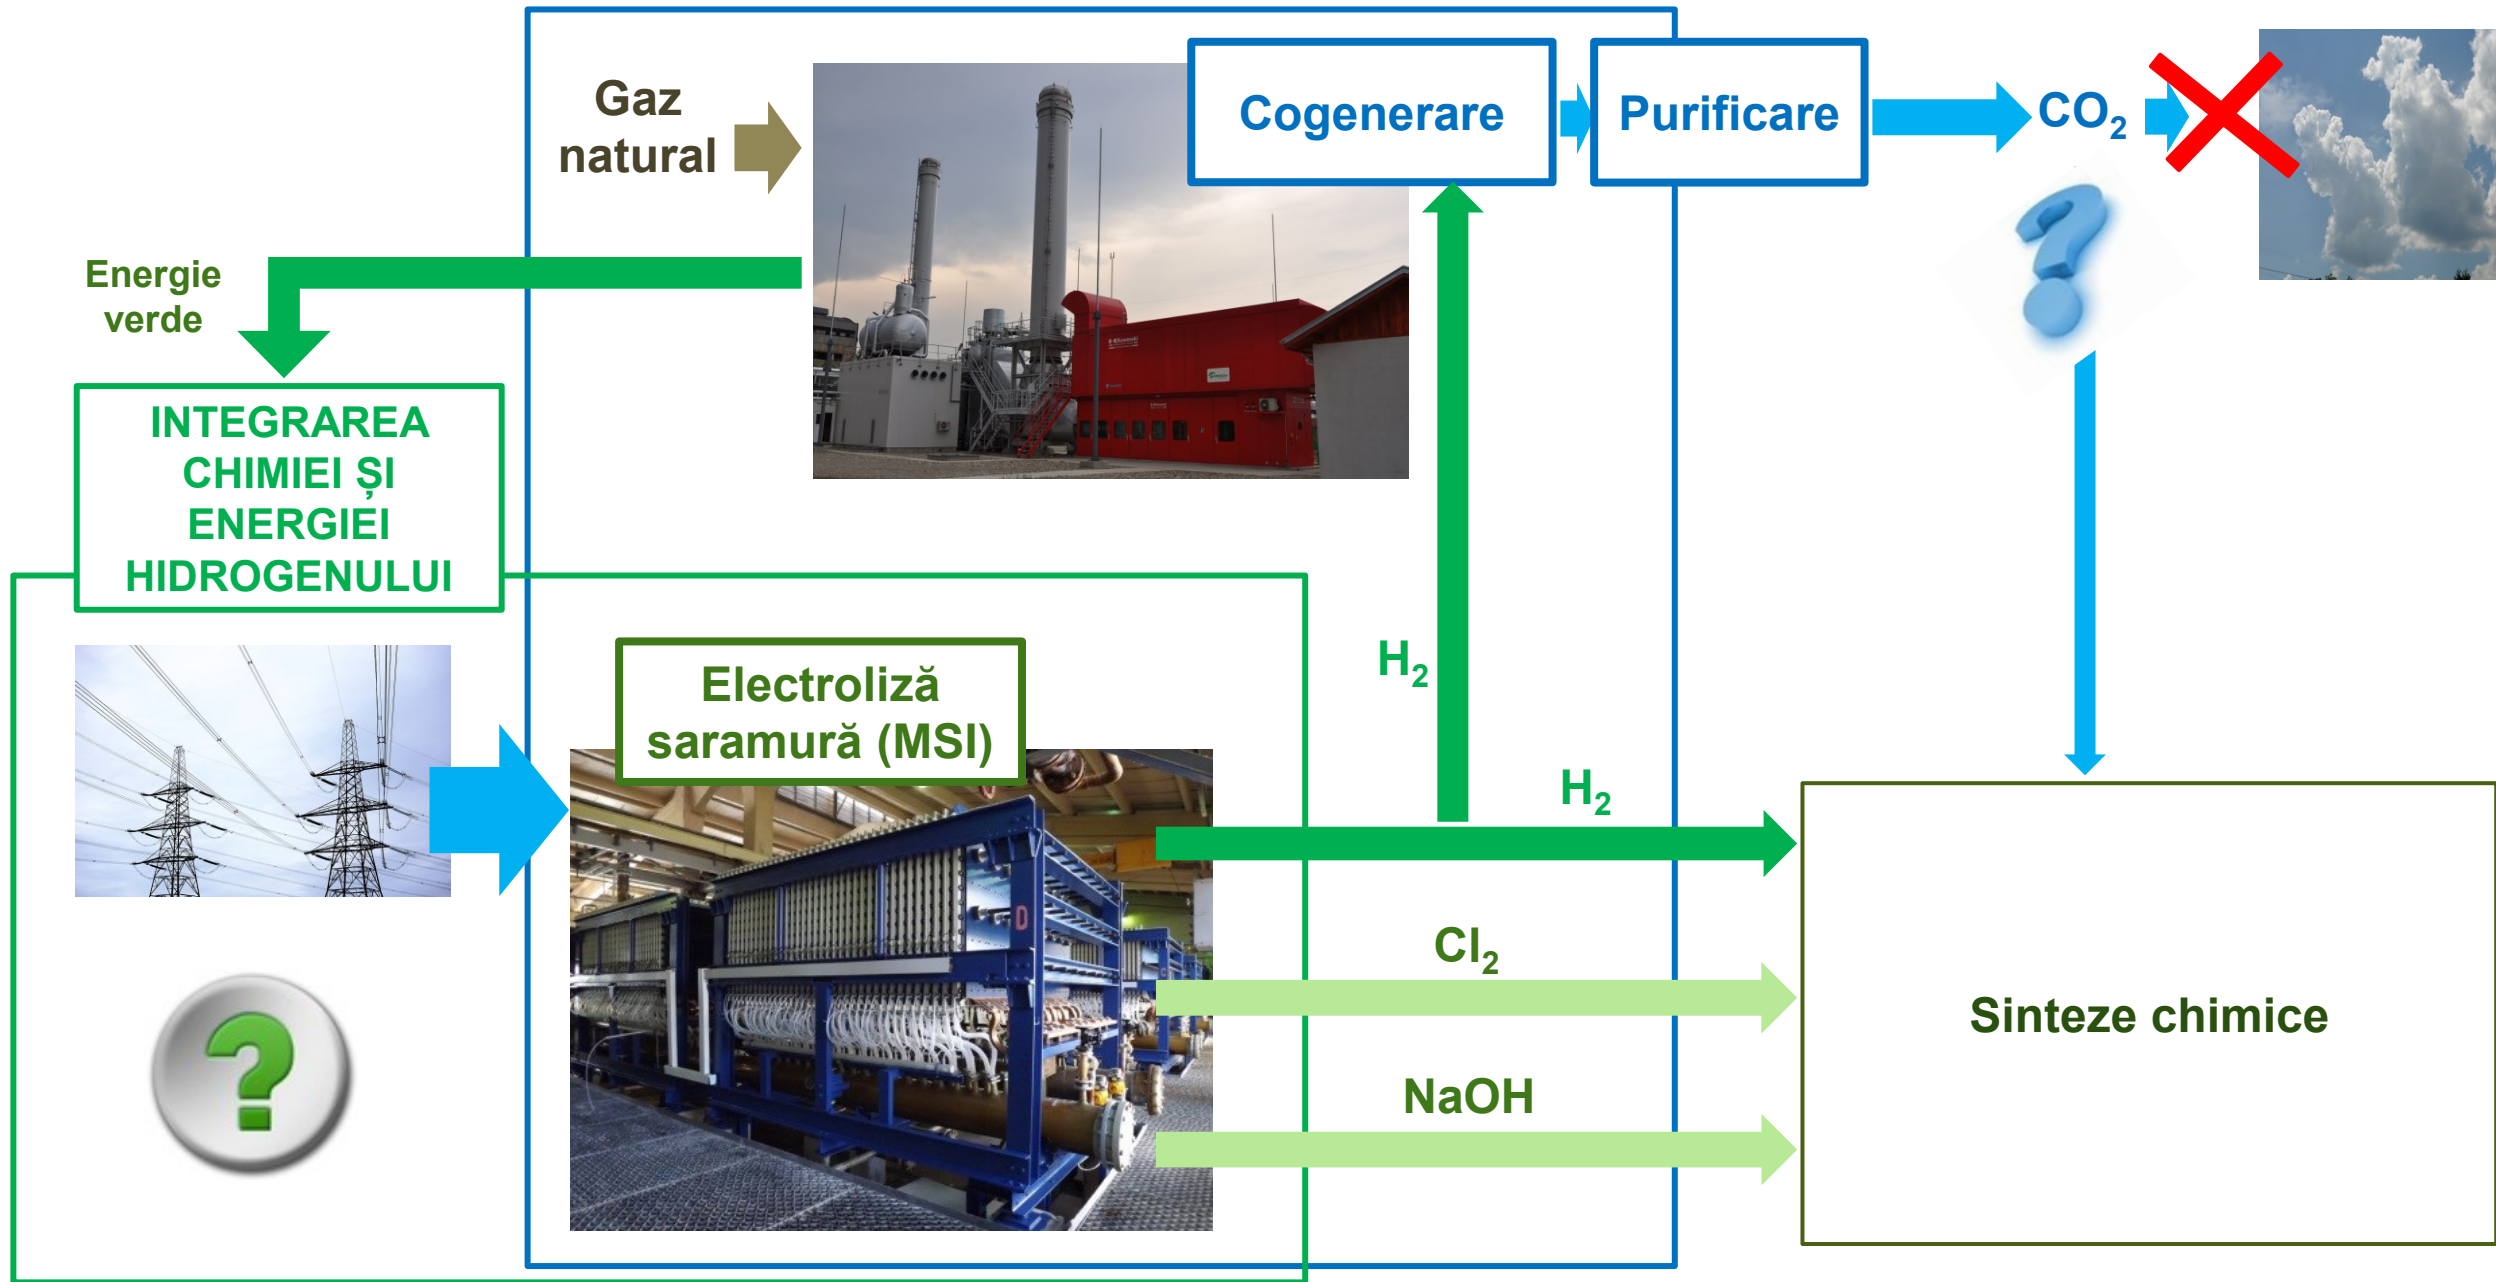 Gaz
natural
Cogenerare
Purificare
CO₂
Energie
verde
INTEGRAREA
CHIMIEI ȘI
ENERGIEI
HIDROGENULUI
Electroliză
saramură (MSI)
H₂
H₂
Cl₂
NaOH
Sinteze chimice
D